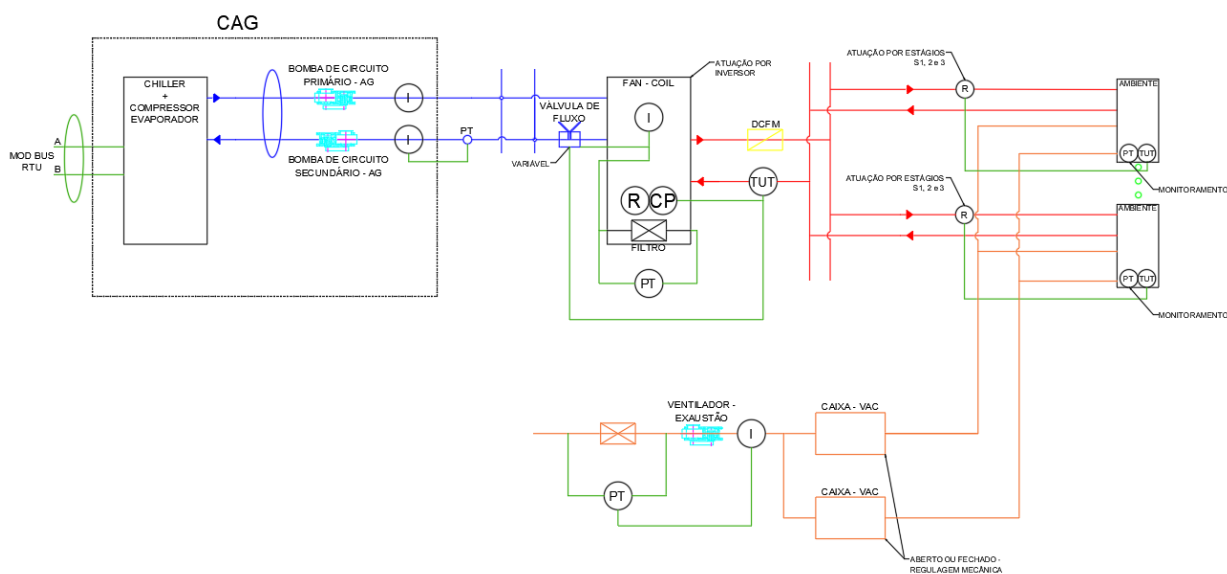 CAG
CHILLER
+
COMPRESSOR
EVAPORADOR
MOD BUS
RTU
A
B
BOMBA DE CIRCUITO
PRIMÁRIO - AG
I
BOMBA DE CIRCUITO
SECUNDÁRIO - AG
I
PT
VÁLVULA DE
FLUXO
VARIÁVEL
FAN - COIL
I
R
CP
FILTRO
PT
ATUAÇÃO POR
INVERSOR
DCFM
TUT
ATUAÇÃO POR ESTÁGIOS
S1, 2 e 3
R
AMBIENTE
PT
TUT
MONITORAMENTO
ATUAÇÃO POR ESTÁGIOS
S1, 2 e 3
R
AMBIENTE
PT
TUT
MONITORAMENTO
VENTILADOR -
EXAUSTÃO
I
PT
CAIXA - VAC
CAIXA - VAC
ABERTO OU FECHADO -
REGULAGEM MECÂNICA